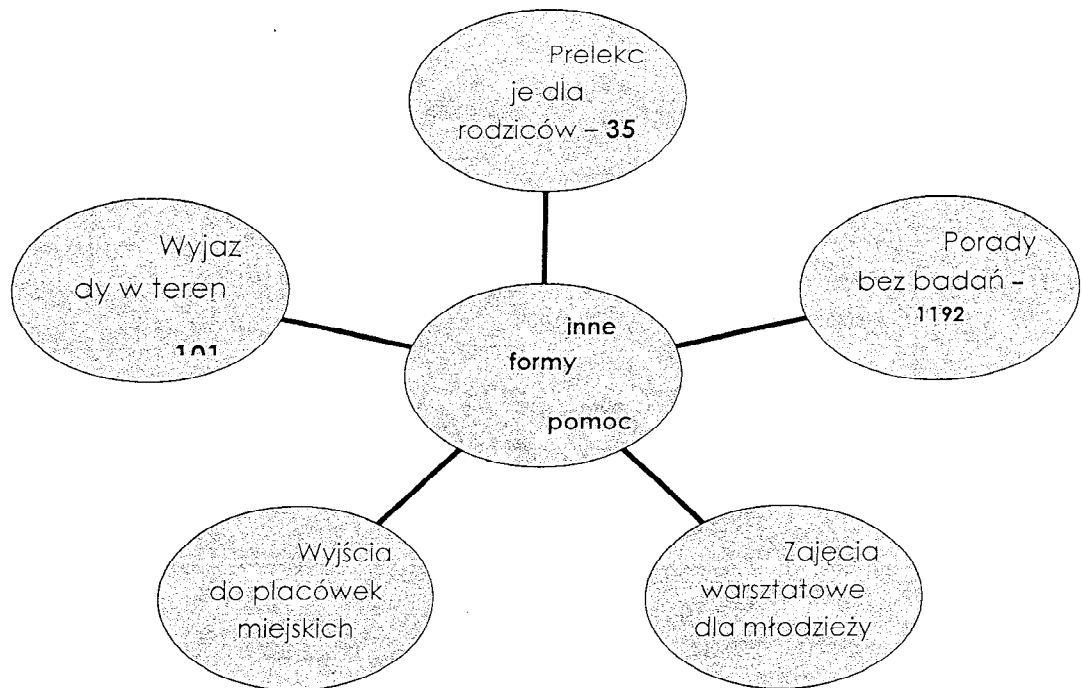 Prelekc
je dla
rodziców – 35
Wyjaz
dy w teren
Porady
bez badań –
1192
inne
formy
pomoc
Wyjścia
do placówek
miejskich
Zajęcia
warsztatowe
dla młodzieży